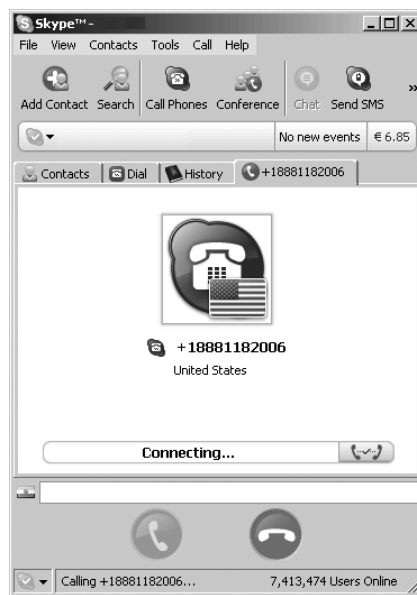 Skype™ -
File View Contacts Tools Call Help
Add Contact Search Call Phones Conference Chat Send SMS »
No new events € 6.85
Contacts Dial History +18881182006
+18881182006
United States
Connecting...
Calling +18881182006... 7,413,474 Users Online